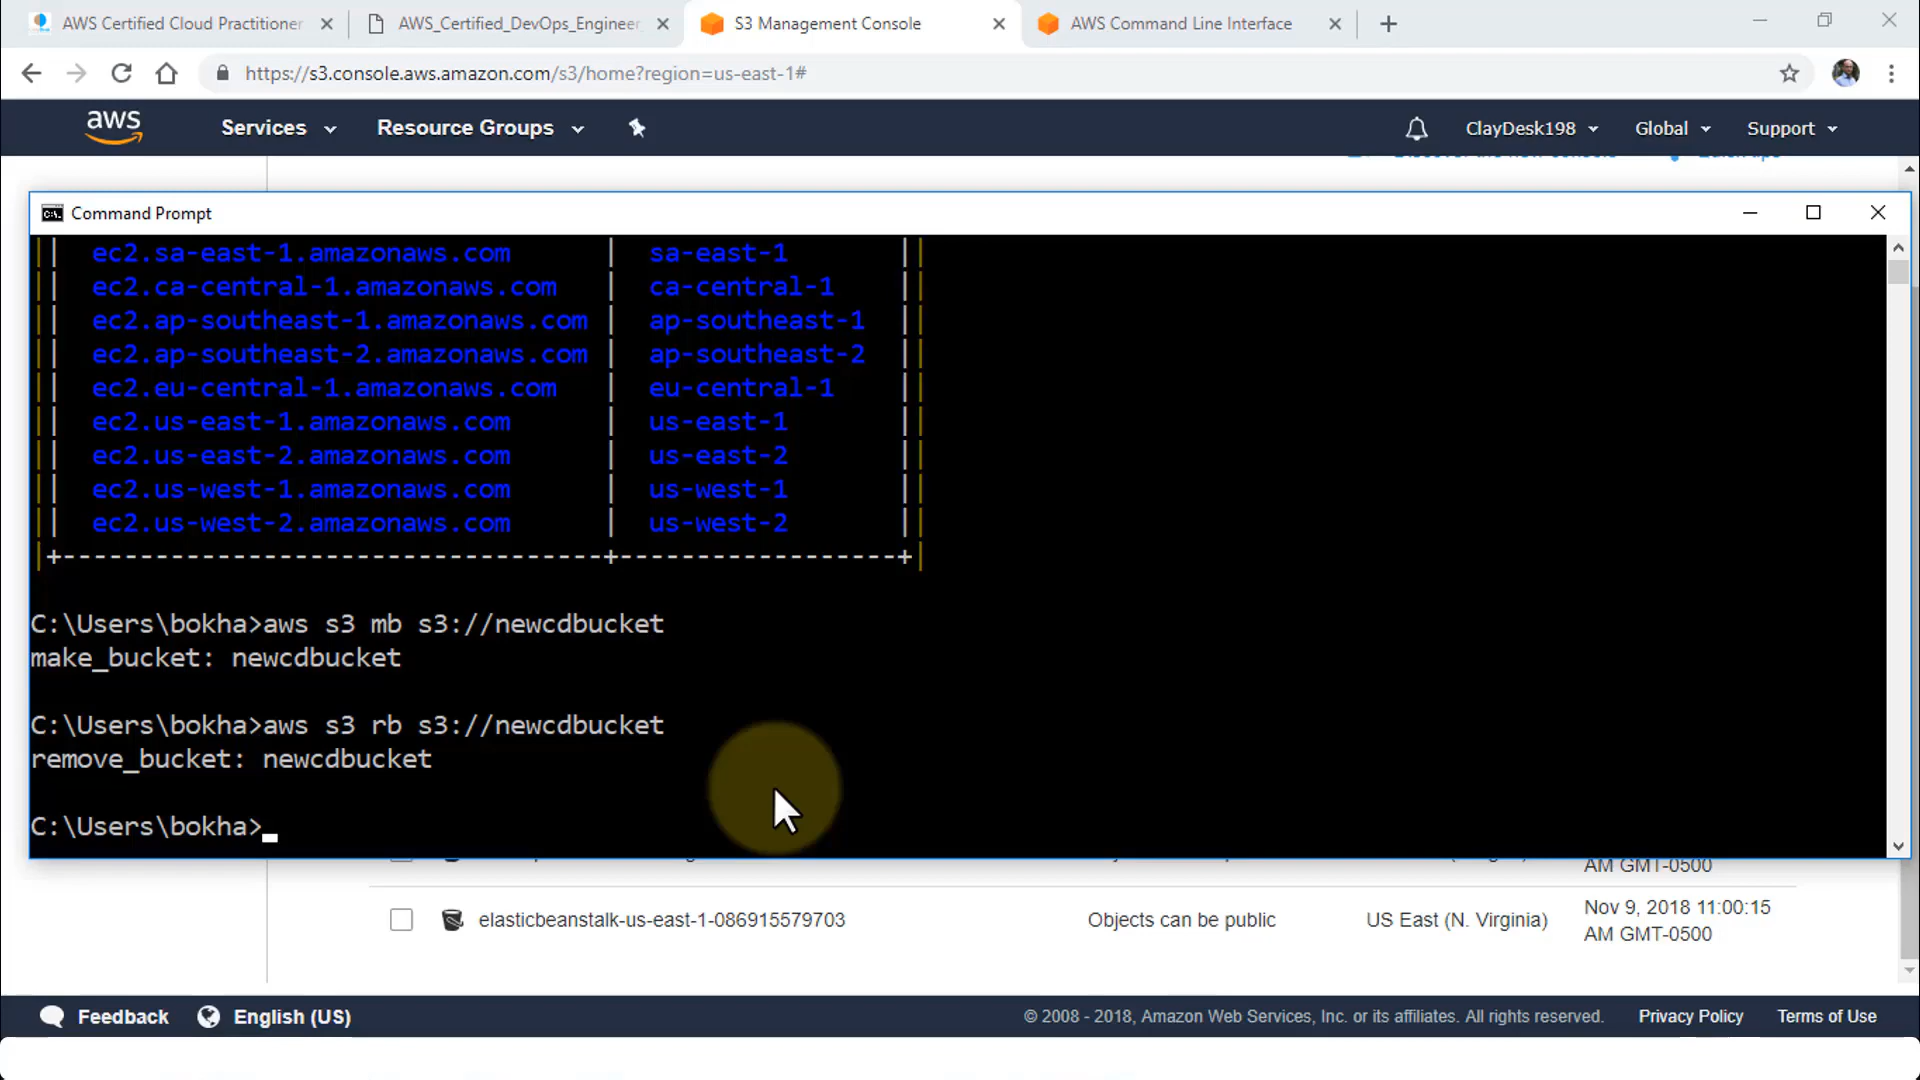 AWS Certified Cloud Practitioner
AWS_Certified_DevOps_Engineer
S3 Management Console
AWS Command Line Interface
https://s3.console.aws.amazon.com/s3/home?region=us-east-1#
aws
Services
Resource Groups
ClayDesk198
Global
Support
Command Prompt
|| ec2.sa-east-1.amazonaws.com | sa-east-1 ||
|| ec2.ca-central-1.amazonaws.com | ca-central-1 ||
|| ec2.ap-southeast-1.amazonaws.com | ap-southeast-1 ||
|| ec2.ap-southeast-2.amazonaws.com | ap-southeast-2 ||
|| ec2.eu-central-1.amazonaws.com | eu-central-1 ||
|| ec2.us-east-1.amazonaws.com | us-east-1 ||
|| ec2.us-east-2.amazonaws.com | us-east-2 ||
|| ec2.us-west-1.amazonaws.com | us-west-1 ||
|| ec2.us-west-2.amazonaws.com | us-west-2 ||
|+-----------------------------------+------------------+|
C:\Users\bokha>aws s3 mb s3://newcdbucket
make_bucket: newcdbucket
C:\Users\bokha>aws s3 rb s3://newcdbucket
remove_bucket: newcdbucket
C:\Users\bokha>
AM GMT-0500
elasticbeanstalk-us-east-1-086915579703
Objects can be public
US East (N. Virginia)
Nov 9, 2018 11:00:15
AM GMT-0500
Feedback
English (US)
© 2008 - 2018, Amazon Web Services, Inc. or its affiliates. All rights reserved.
Privacy Policy
Terms of Use